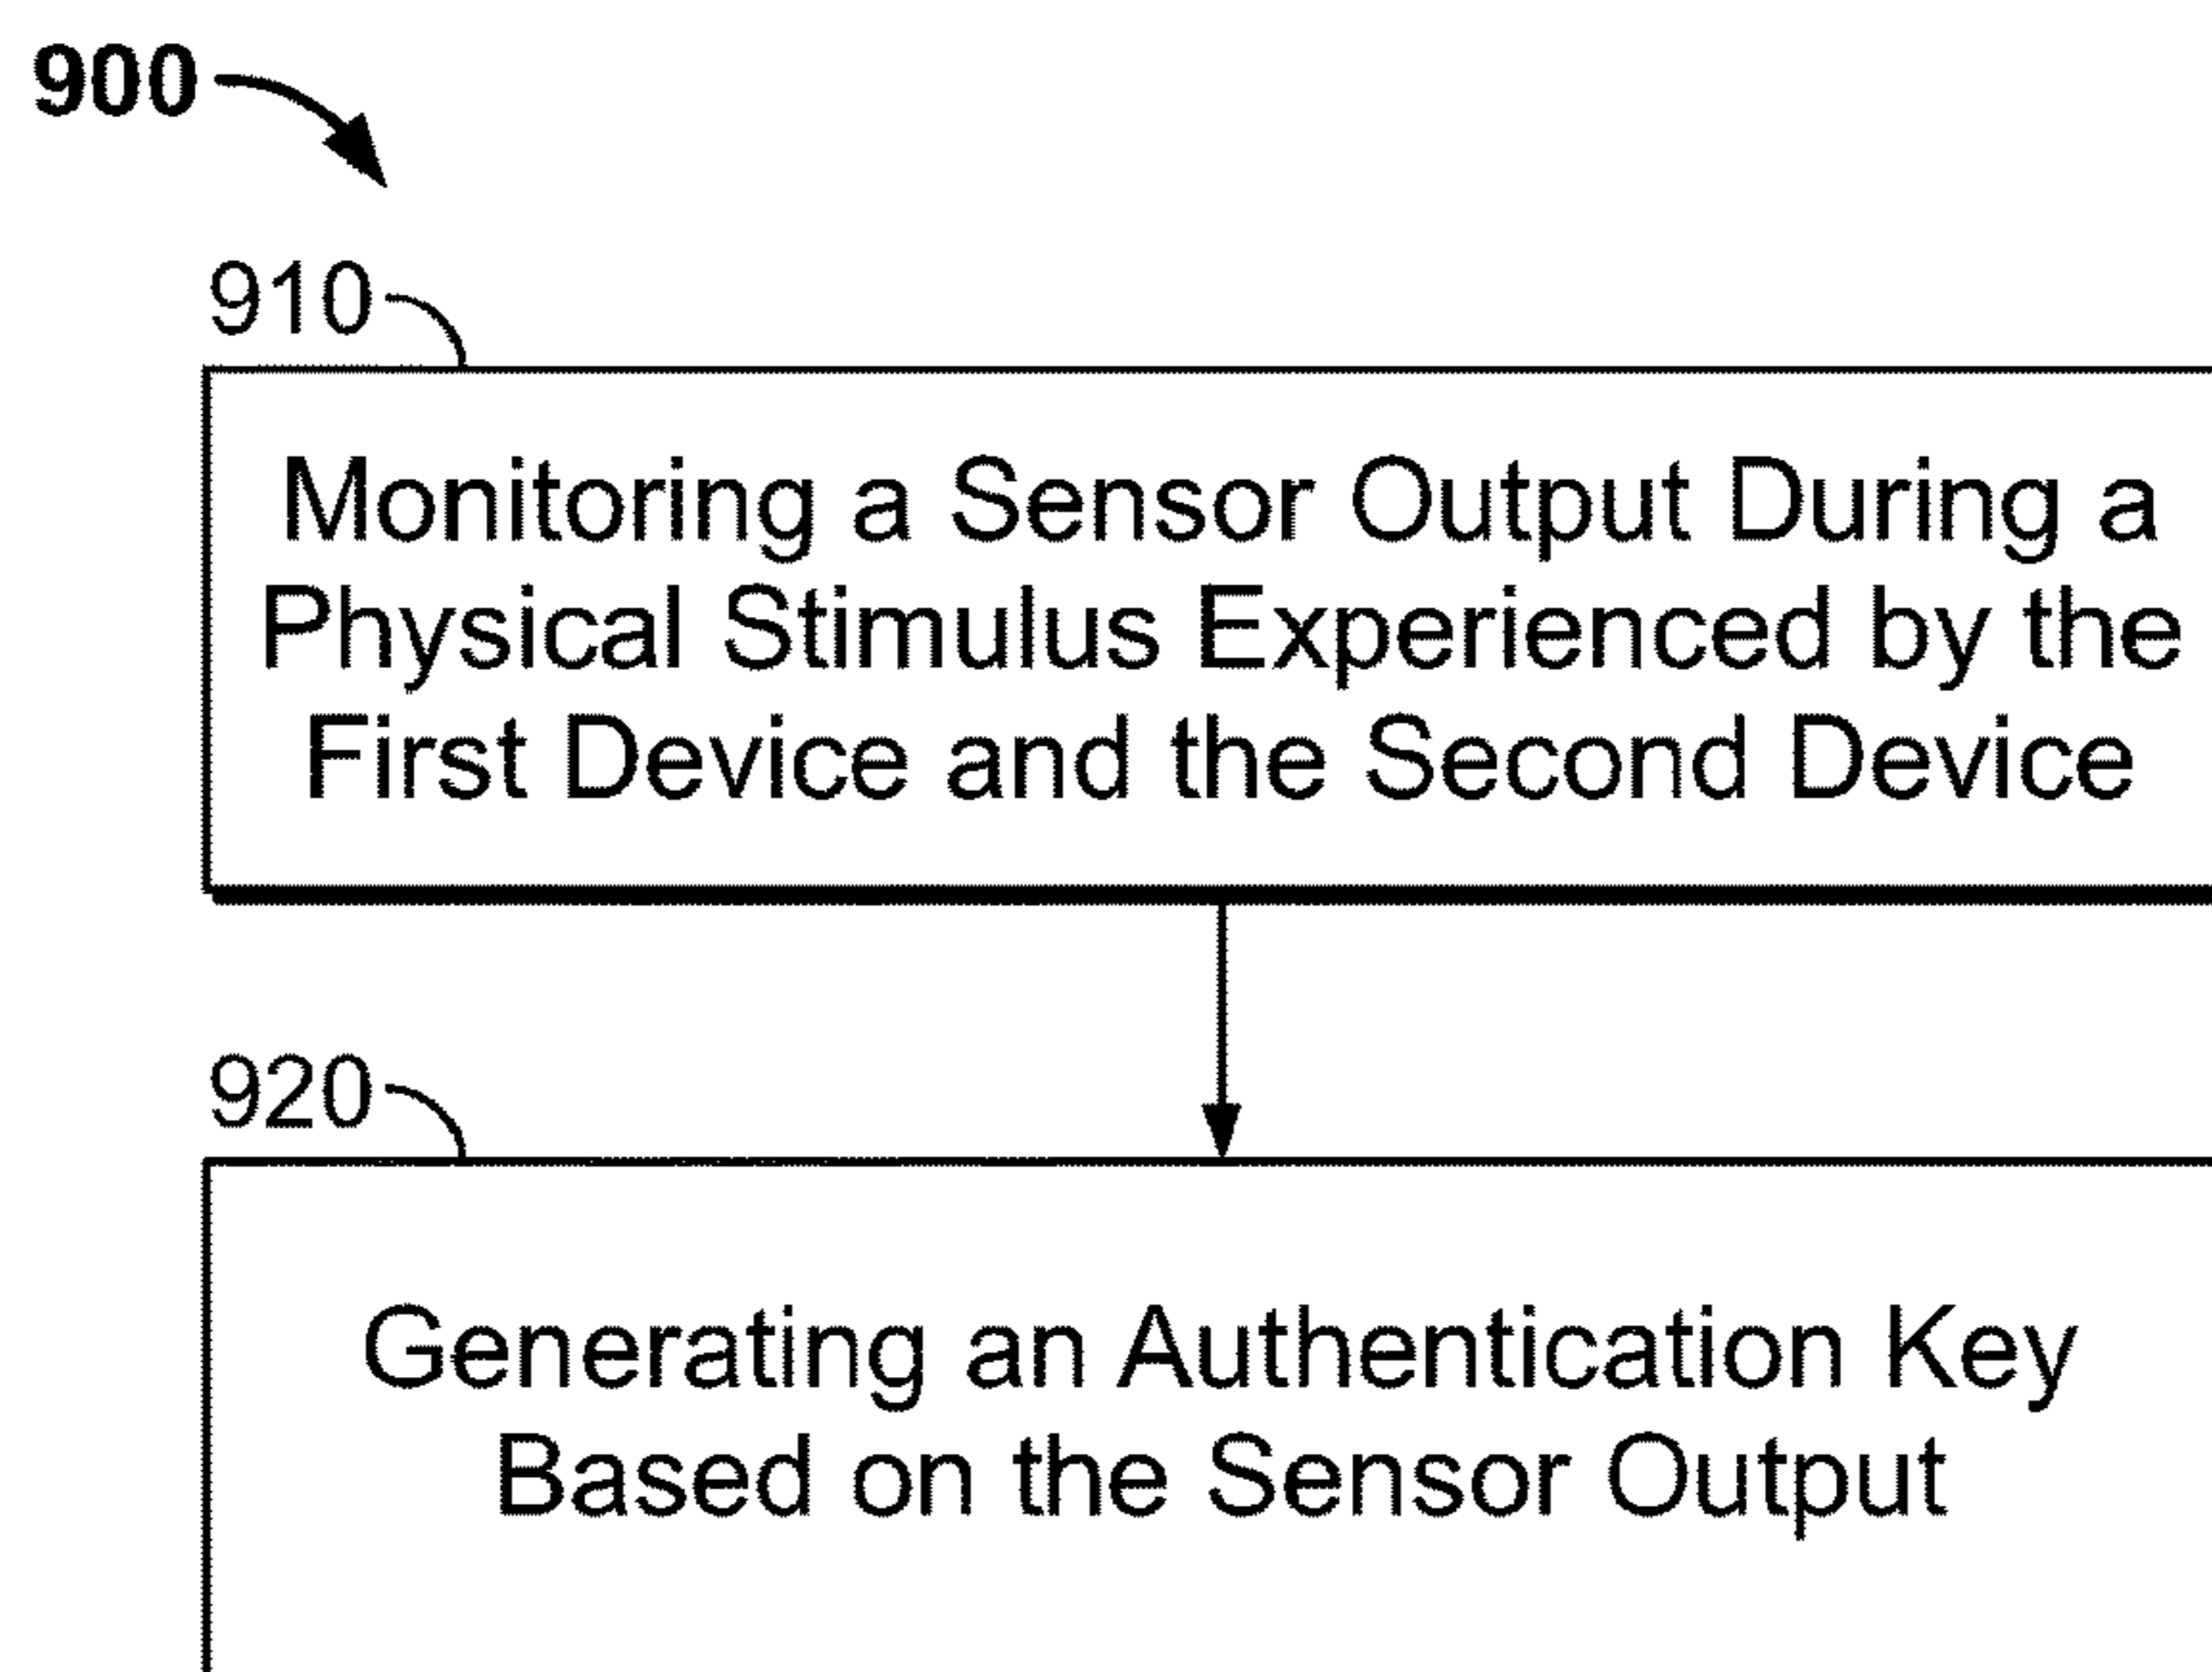 900
910
Monitoring a Sensor Output During a
Physical Stimulus Experienced by the
First Device and the Second Device
920
Generating an Authentication Key
Based on the Sensor Output